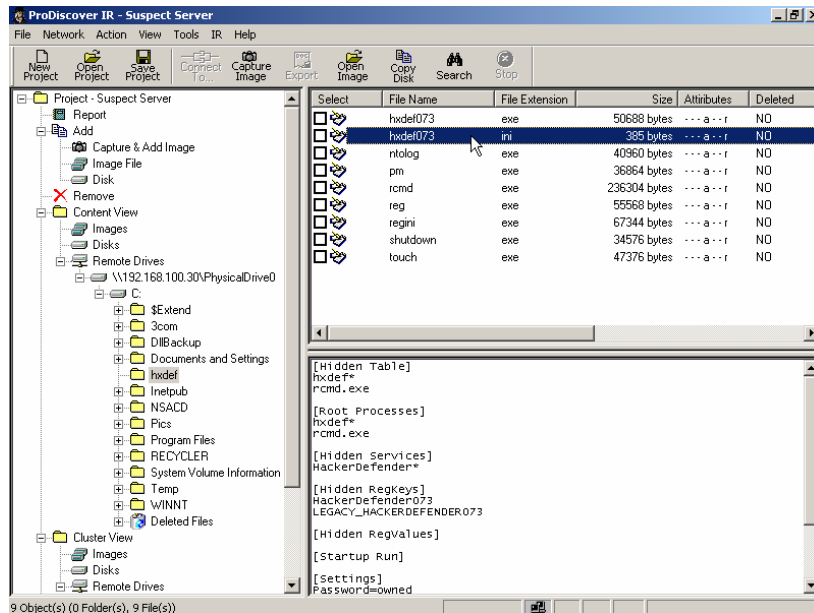 ProDiscover IR - Suspect Server
File Network Action View Tools IR Help
New Project
Open Project
Save Project
Connect To...
Capture Image
Export
Open Image
Copy Disk
Search
Stop
Project - Suspect Server
Report
Add
Capture & Add Image
Image File
Disk
Remove
Content View
Images
Disks
Remote Drives
\\192.168.100.30\PhysicalDrive0
C:
$Extend
3com
DllBackup
Documents and Settings
hxdef
Inetpub
NSACD
Pics
Program Files
RECYCLER
System Volume Information
Temp
WINNT
Deleted Files
Cluster View
Images
Disks
Remote Drives
Select File Name File Extension Size Attributes Deleted
hxdef073 exe 50688 bytes - - - a - - r NO
hxdef073 ini 385 bytes - - - a - - r NO
ntolog exe 40960 bytes - - - a - - r NO
pm exe 36864 bytes - - - a - - r NO
rcmd exe 236304 bytes - - - a - - r NO
reg exe 55568 bytes - - - a - - r NO
regini exe 67344 bytes - - - a - - r NO
shutdown exe 34576 bytes - - - a - - r NO
touch exe 47376 bytes - - - a - - r NO
[Hidden Table]
hxdef*
rcmd.exe
[Root Processes]
hxdef*
rcmd.exe
[Hidden Services]
HackerDefender*
[Hidden RegKeys]
HackerDefender073
LEGACY_HACKERDEFENDER073
[Hidden RegValues]
[Startup Run]
[Settings]
Password=owned
9 Object(s) (0 Folder(s), 9 File(s))